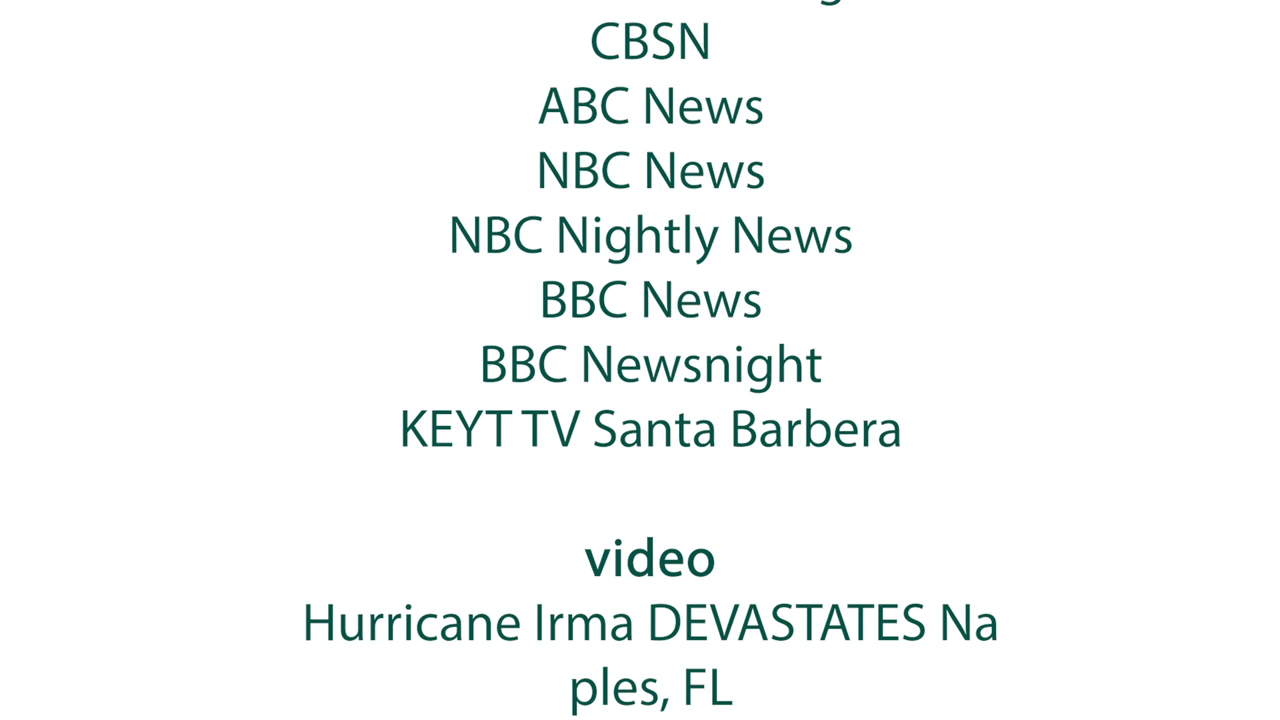 CBSN
ABC News
NBC News
NBC Nightly News
BBC News
BBC Newsnight
KEYT TV Santa Barbera
video
Hurricane Irma DEVASTATES Na
ples, FL